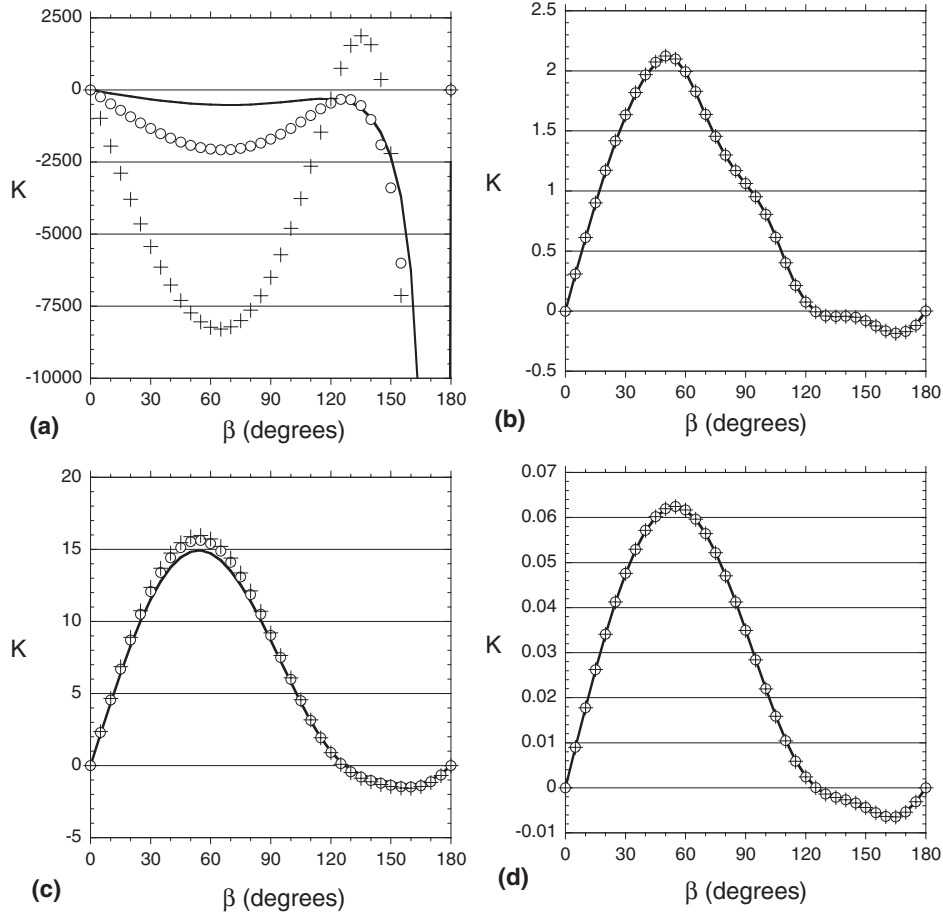 2500
0
-2500
K
-5000
-7500
-10000
0 30 60 90 120 150 180
(a) β (degrees)
2.5
2
1.5
K
1
0.5
0
-0.5
0 30 60 90 120 150 180
(b) β (degrees)
20
15
10
K
5
0
-5
0 30 60 90 120 150 180
(c) β (degrees)
0.07
0.06
0.05
0.04
K
0.03
0.02
0.01
0
-0.01
0 30 60 90 120 150 180
(d) β (degrees)